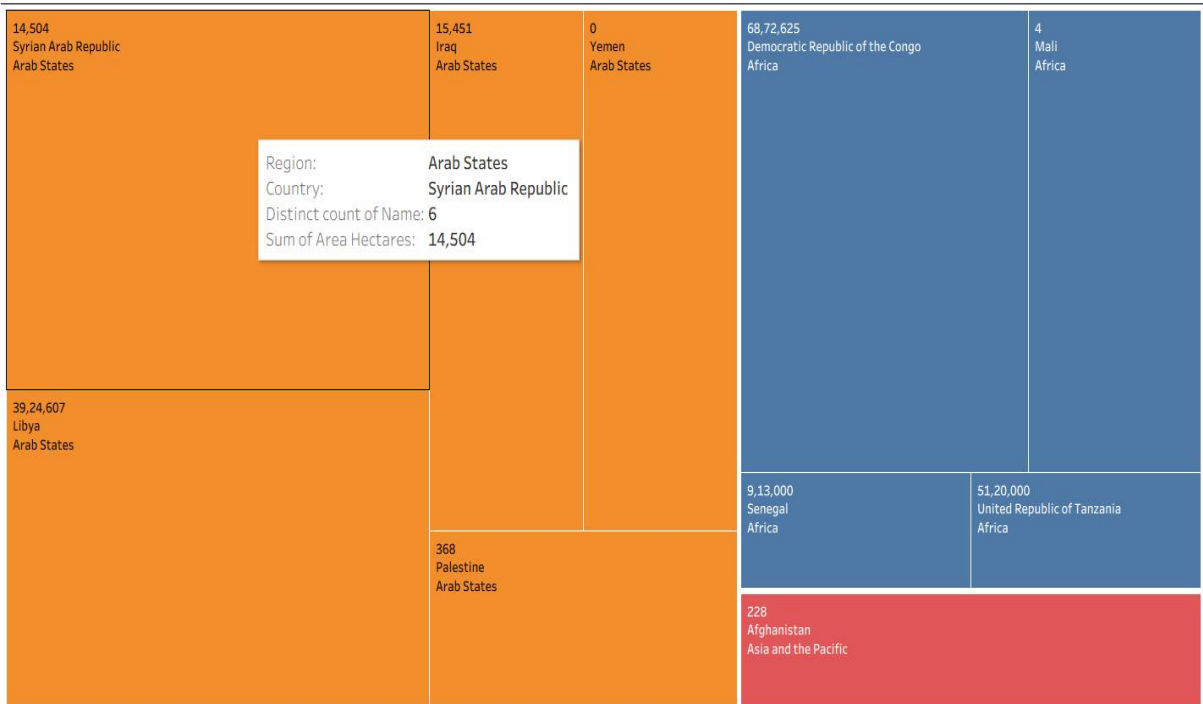 14,504
Syrian Arab Republic
Arab States
15,451
Iraq
Arab States
0
Yemen
Arab States
68,72,625
Democratic Republic of the Congo
Africa
4
Mali
Africa
Region: Arab States
Country: Syrian Arab Republic
Distinct count of Name: 6
Sum of Area Hectares: 14,504
39,24,607
Libya
Arab States
368
Palestine
Arab States
9,13,000
Senegal
Africa
51,20,000
United Republic of Tanzania
Africa
228
Afghanistan
Asia and the Pacific